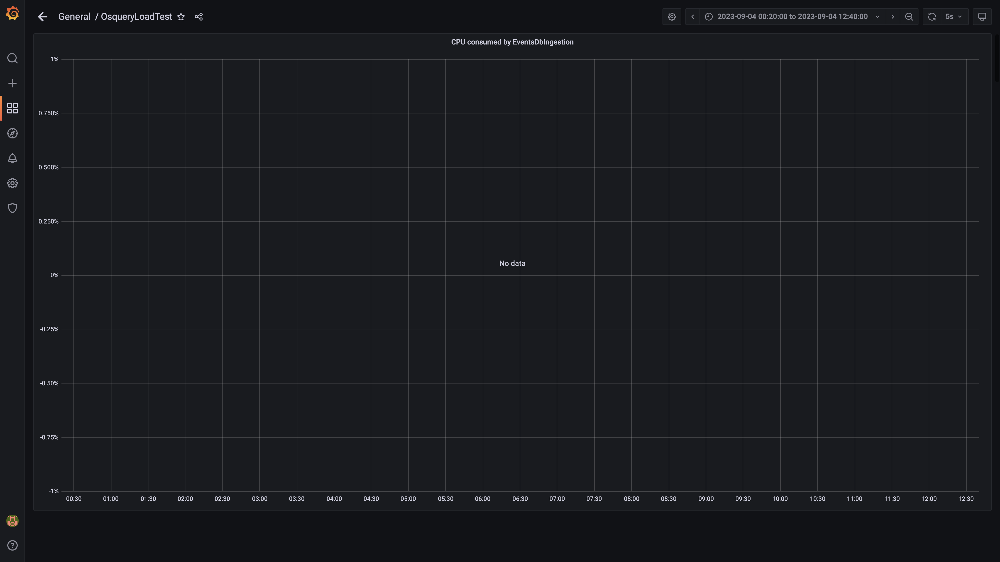 General / OsqueryLoadTest
2023-09-04 00:20:00 to 2023-09-04 12:40:00
5s
CPU consumed by EventsDbIngestion
1%
0.750%
0.500%
0.250%
No data
0%
-0.25%
-0.50%
-0.75%
-1%
00:30 01:00 01:30 02:00 02:30 03:00 03:30 04:00 04:30 05:00 05:30 06:00 06:30 07:00 07:30 08:00 08:30 09:00 09:30 10:00 10:30 11:00 11:30 12:00 12:30